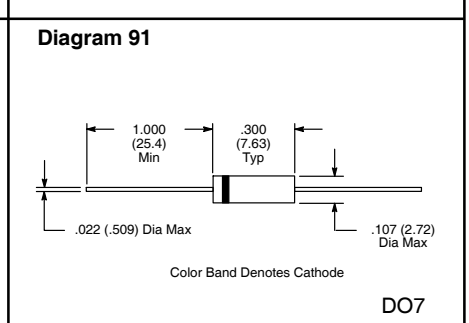 Diagram 91
1.000
(25.4)
Min
.300
(7.63)
Typ
.022 (.509) Dia Max
.107 (2.72)
Dia Max
Color Band Denotes Cathode
DO7